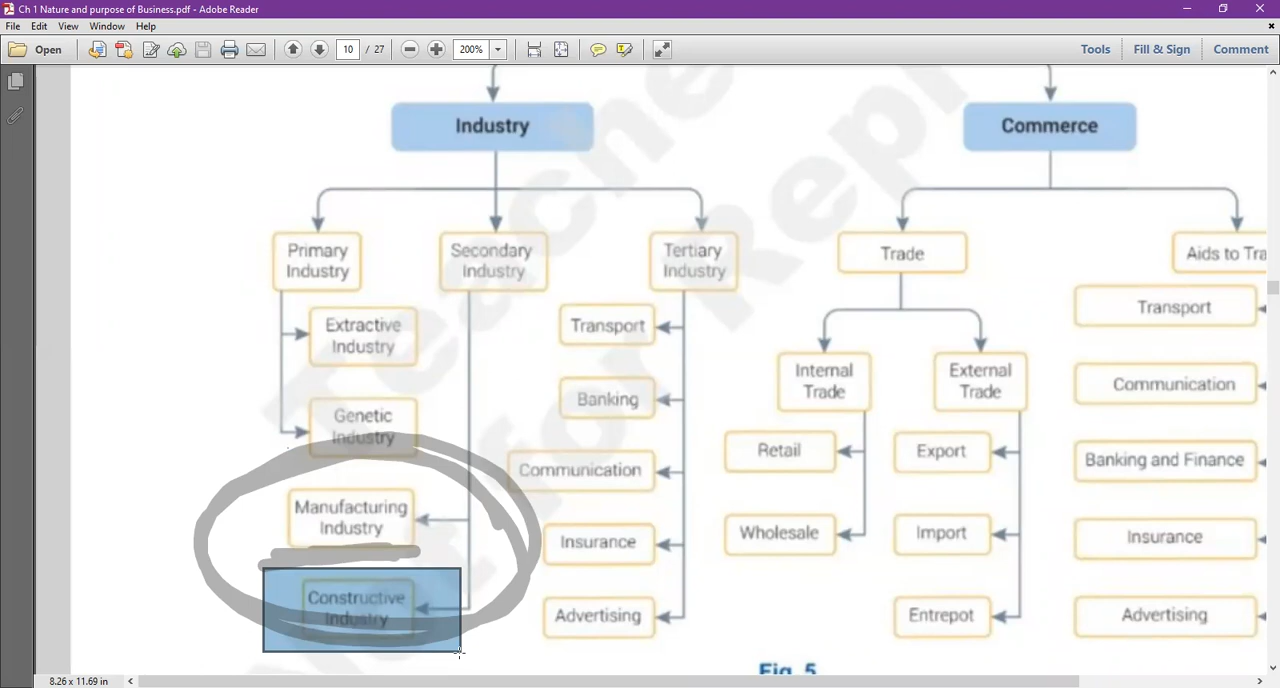 Ch 1 Nature and purpose of Business.pdf - Adobe Reader
File Edit View Window Help
Open 10 / 27 200% Tools Fill & Sign Comment
Industry Commerce
Primary
Industry
Secondary
Industry
Tertiary
Industry
Trade
Aids to Tra
Extractive
Industry
Genetic
Industry
Manufacturing
Industry
Constructive
Industry
Transport
Banking
Communication
Insurance
Advertising
Internal
Trade
External
Trade
Retail
Wholesale
Export
Import
Entrepot
Transport
Communication
Banking and Finance
Insurance
Advertising
Fig. 5
8.26 x 11.69 in